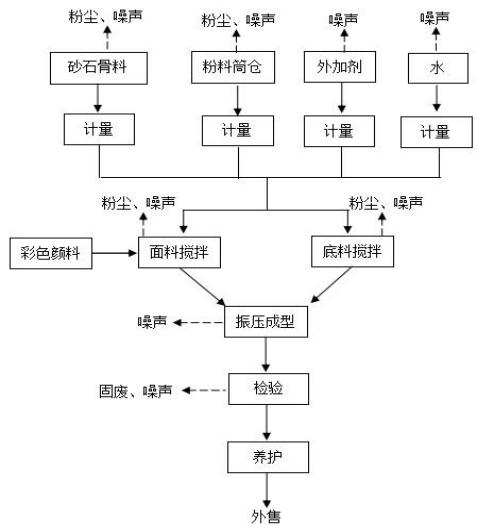 粉尘、噪声
粉尘、噪声
噪声
噪声
砂石骨料
粉料筒仓
外加剂
水
计量
计量
计量
计量
粉尘、噪声
粉尘、噪声
彩色颜料
面料搅拌
底料搅拌
噪声
振压成型
固废、噪声
检验
养护
外售